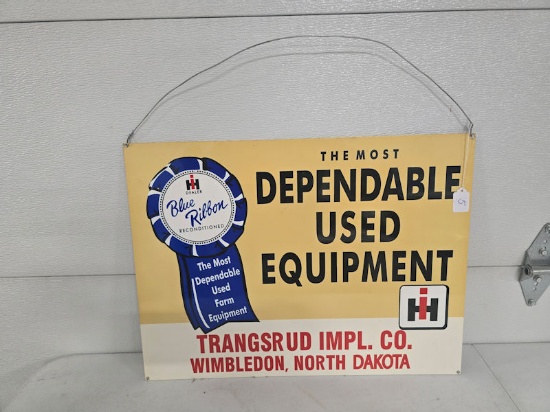 THE MOST
DEPENDABLE
USED
EQUIPMENT
IH
DEALER
Blue
Ribbon
RECONDITIONED
The Most
Dependable
Used
Farm
Equipment
IH
TRANGSRUD IMPL. CO.
WIMBLEDON, NORTH DAKOTA